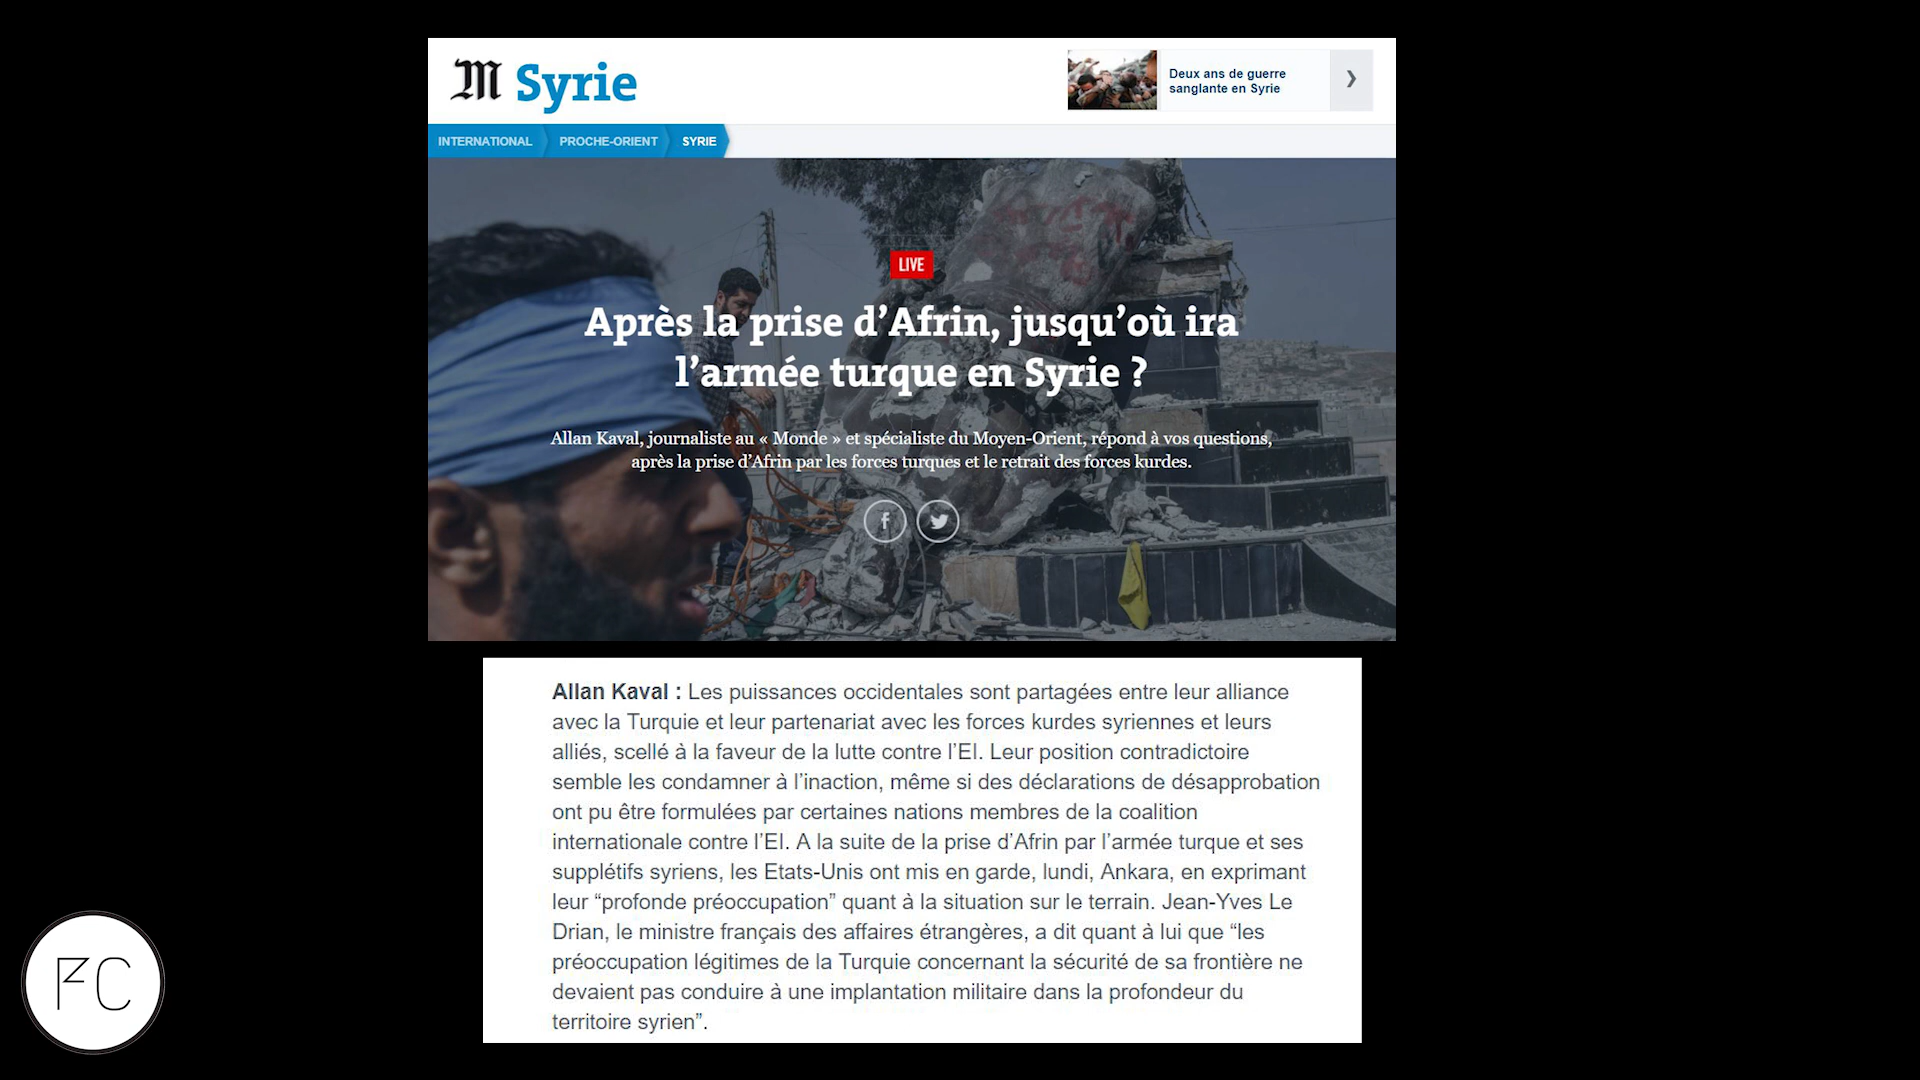 M Syrie
Deux ans de guerre
sanglante en Syrie
INTERNATIONAL PROCHE-ORIENT SYRIE
LIVE
Après la prise d’Afrin, jusqu’où ira
l’armée turque en Syrie ?
Allan Kaval, journaliste au « Monde » et spécialiste du Moyen-Orient, répond à vos questions,
après la prise d’Afrin par les forces turques et le retrait des forces kurdes.
Allan Kaval : Les puissances occidentales sont partagées entre leur alliance
avec la Turquie et leur partenariat avec les forces kurdes syriennes et leurs
alliés, scellé à la faveur de la lutte contre l’EI. Leur position contradictoire
semble les condamner à l’inaction, même si des déclarations de désapprobation
ont pu être formulées par certaines nations membres de la coalition
internationale contre l’EI. A la suite de la prise d’Afrin par l’armée turque et ses
supplétifs syriens, les Etats-Unis ont mis en garde, lundi, Ankara, en exprimant
leur “profonde préoccupation” quant à la situation sur le terrain. Jean-Yves Le
Drian, le ministre français des affaires étrangères, a dit quant à lui que “les
préoccupation légitimes de la Turquie concernant la sécurité de sa frontière ne
devaient pas conduire à une implantation militaire dans la profondeur du
territoire syrien”.
FC